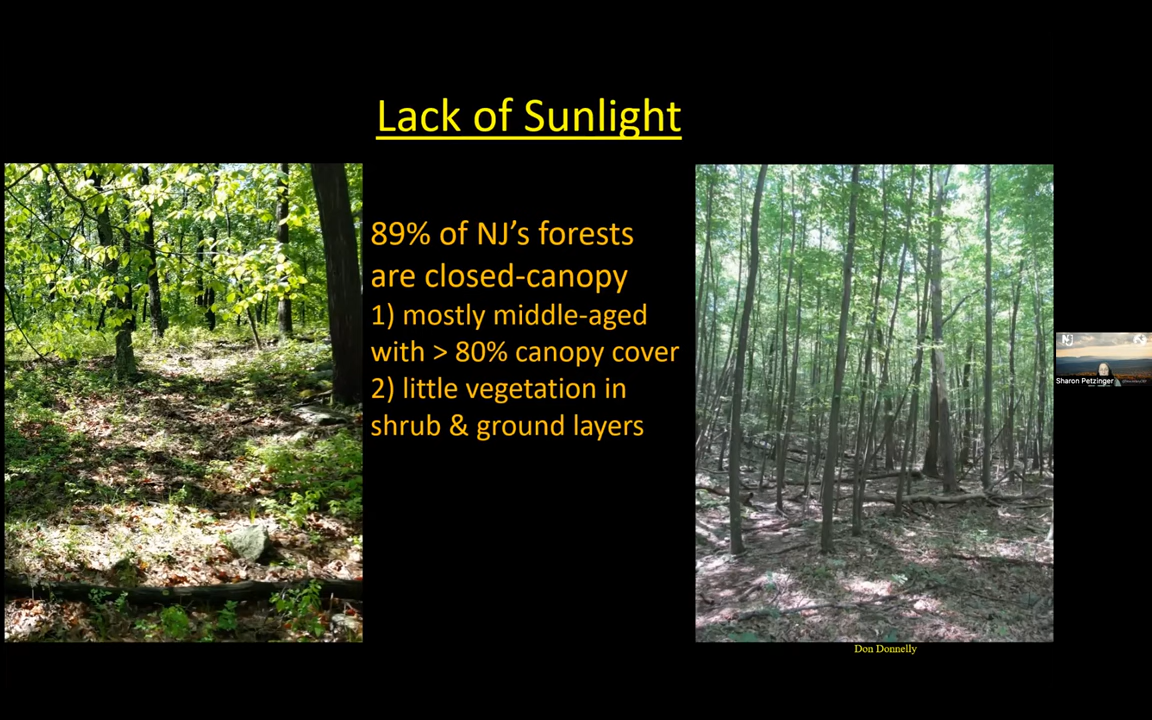 Lack of Sunlight
89% of NJ’s forests
are closed-canopy
1) mostly middle-aged
with > 80% canopy cover
2) little vegetation in
shrub & ground layers
Don Donnelly
NJ
Sharon Petzinger